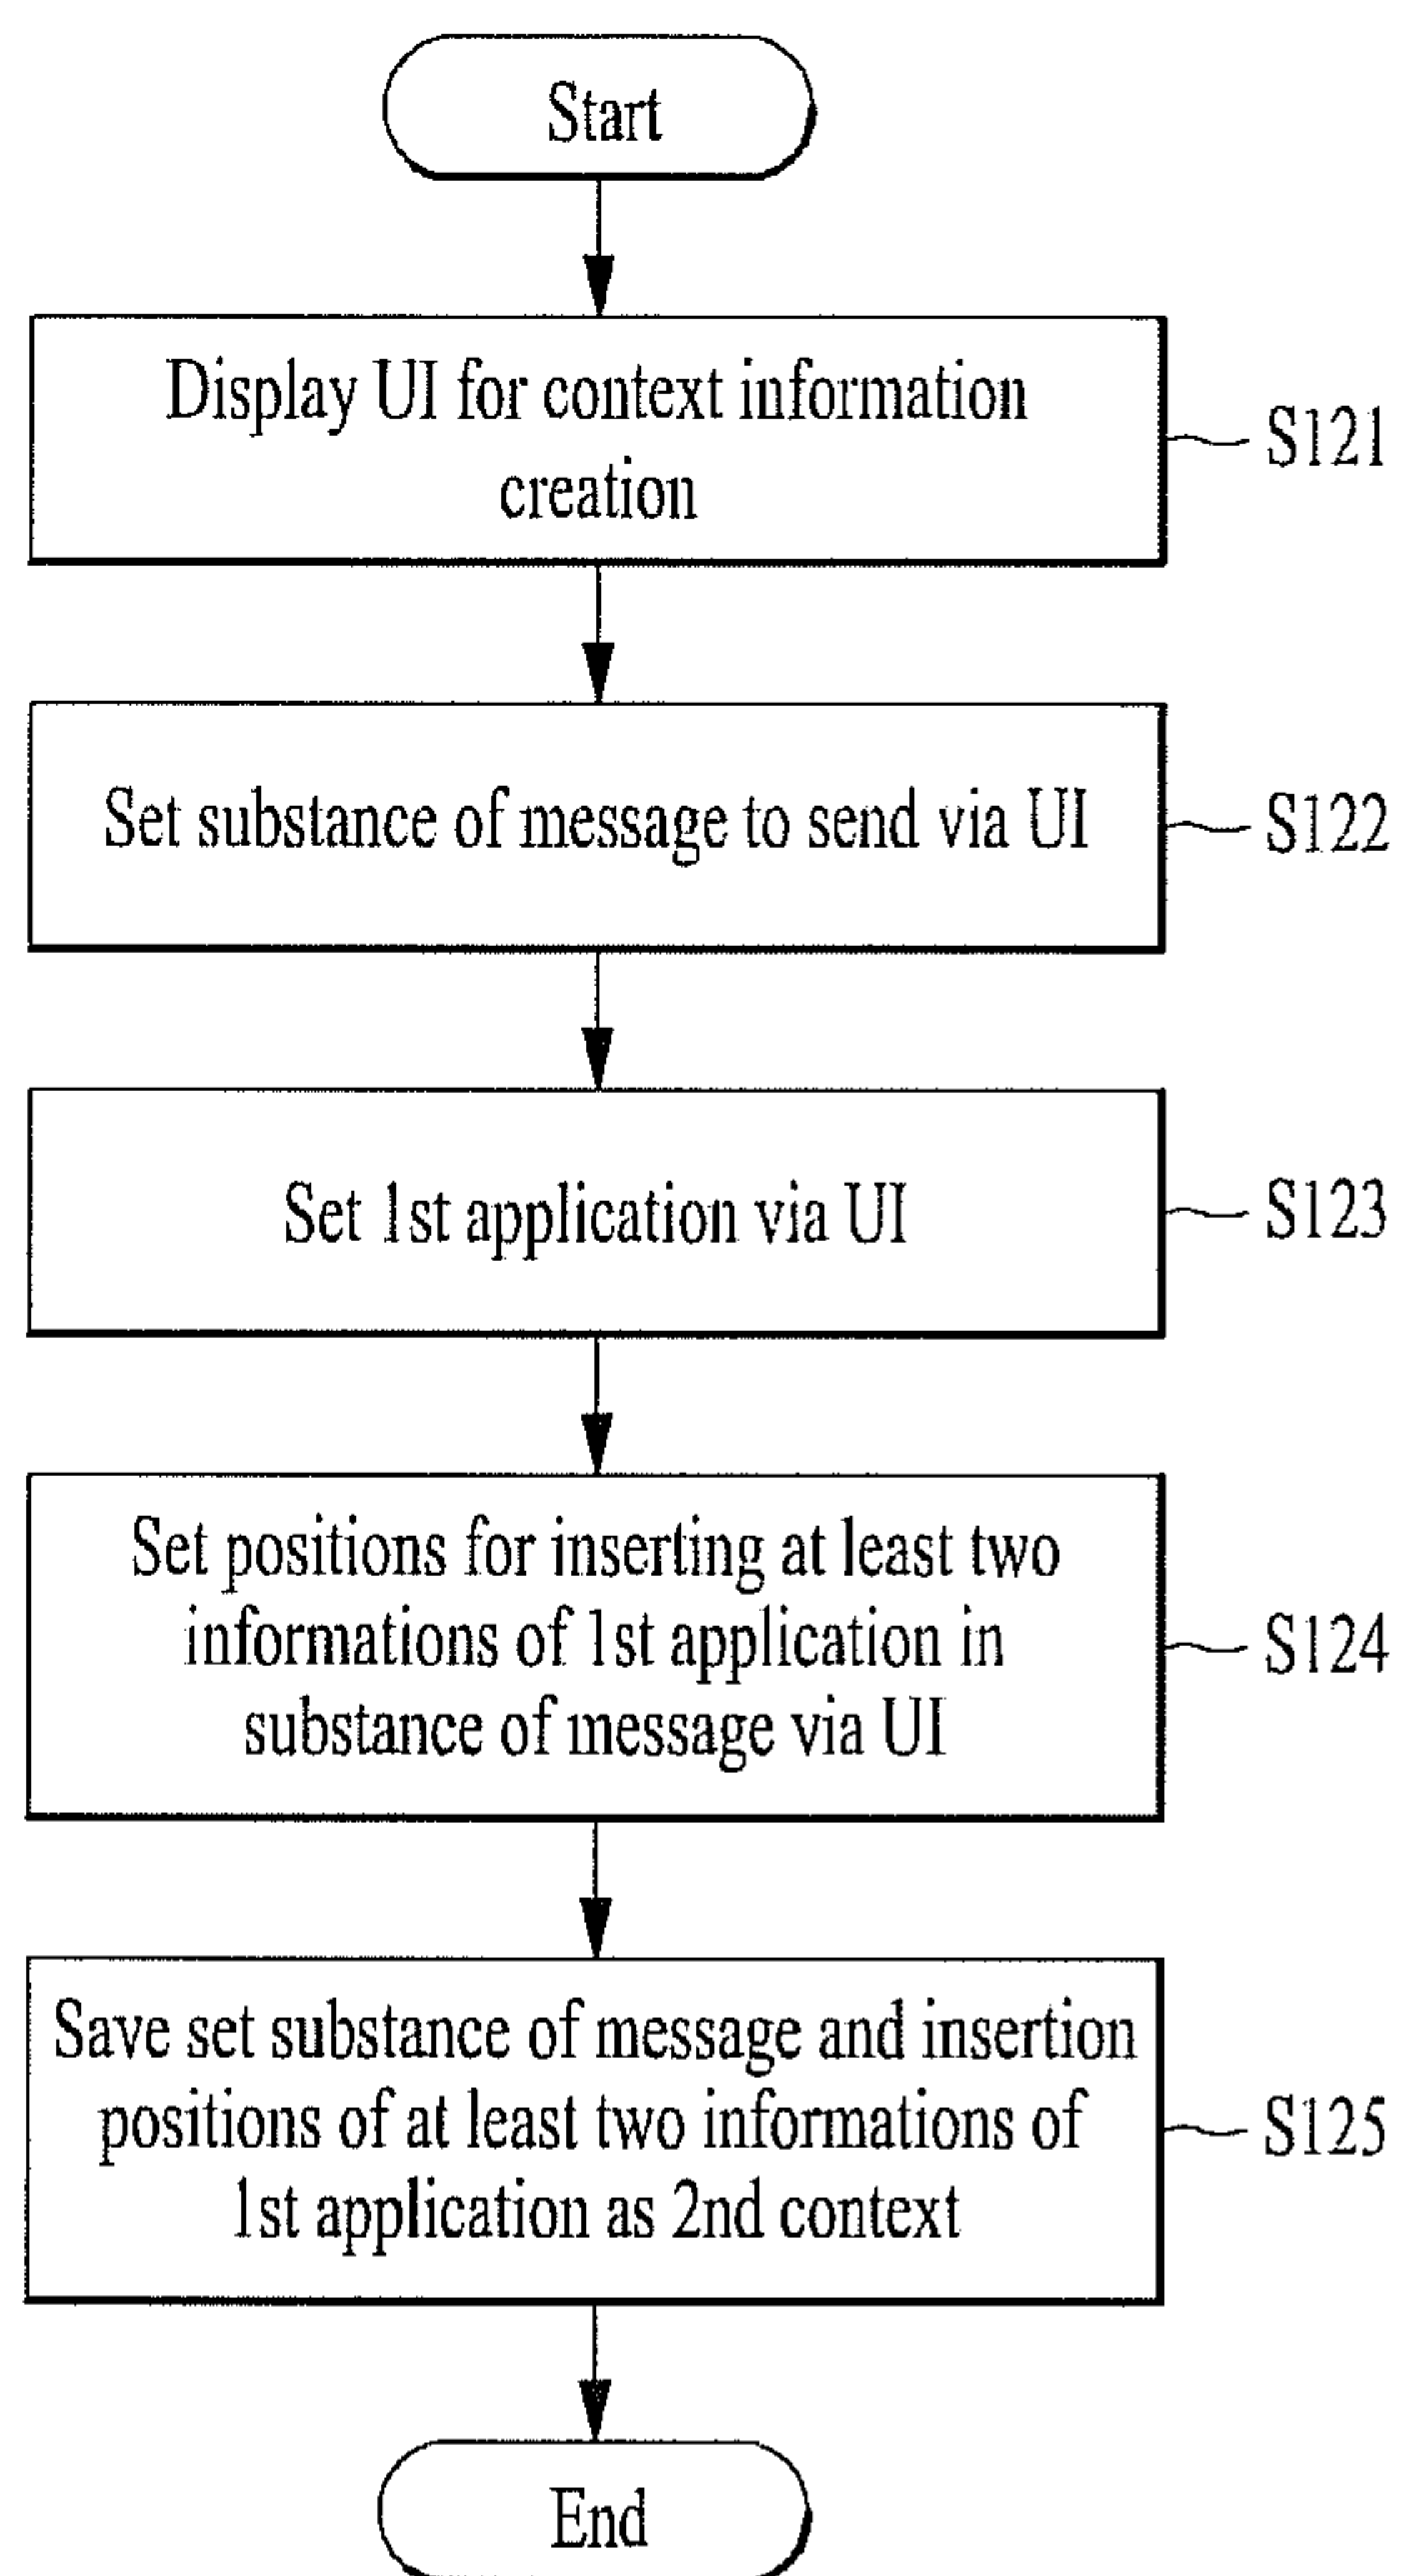 Start
Display UI for context information
creation
S121
Set substance of message to send via UI
S122
Set 1st application via UI
S123
Set positions for inserting at least two
informations of 1st application in
substance of message via UI
S124
Save set substance of message and insertion
positions of at least two informations of
1st application as 2nd context
S125
End